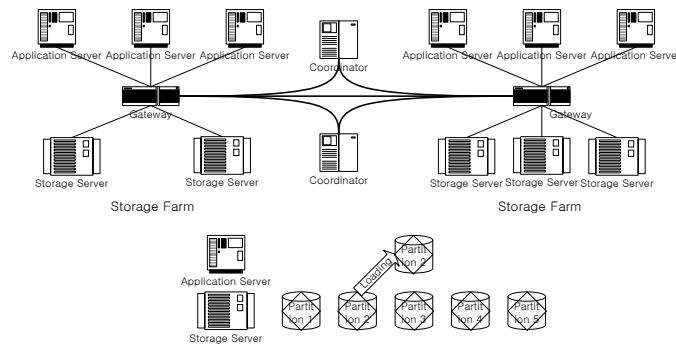 Application Server Application Server Application Server
Coordinator
Application Server Application Server Application Server
Gateway
Gateway
Coordinator
Storage Server
Storage Server
Storage Server Storage Server Storage Server
Storage Farm
Storage Farm
Application Server
Loading
Partit
ion 2
Storage Server
Partit
ion 1
Partit
ion 2
Partit
ion 3
Partit
ion 4
Partit
ion 5